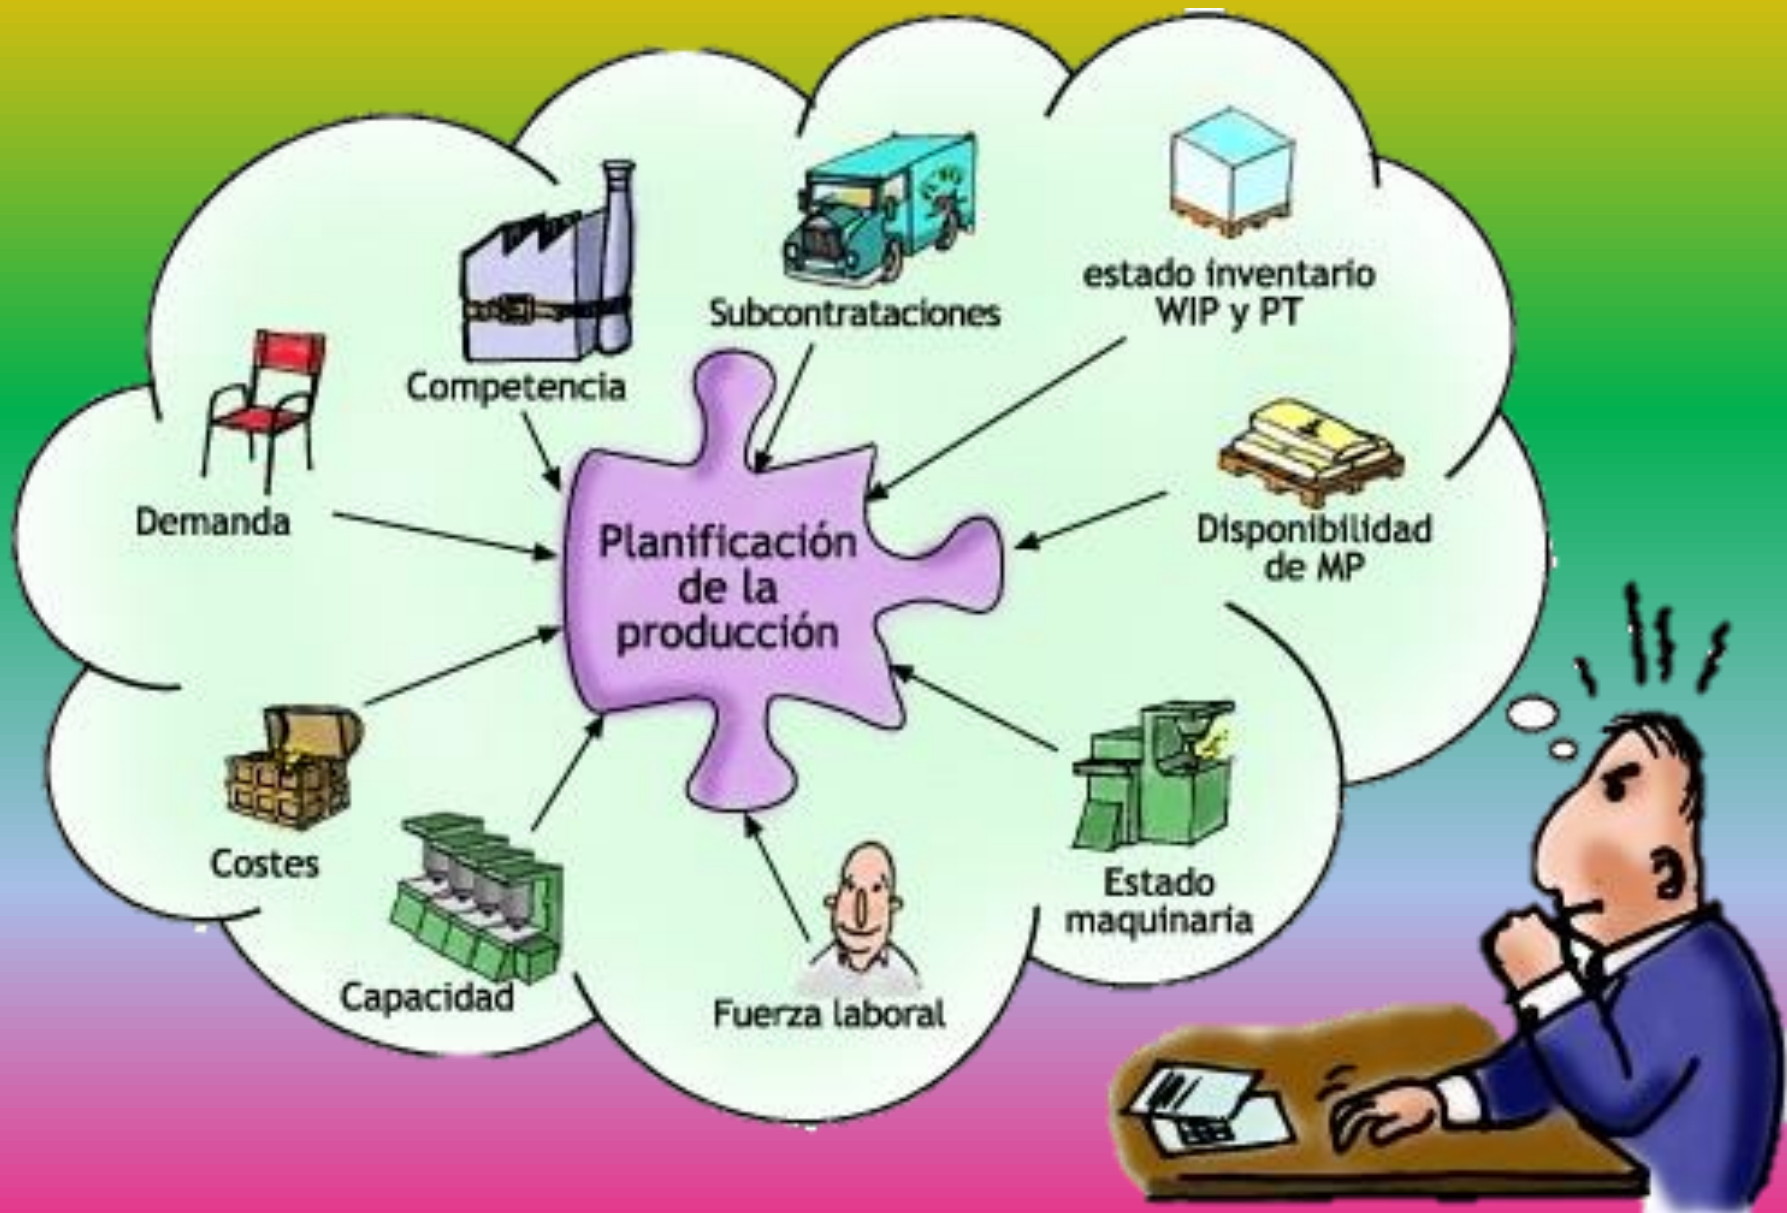 Competencia
Subcontrataciones
estado inventario
WIP y PT
Demanda
Disponibilidad
de MP
Planificación
de la
producción
Costes
Capacidad
Fuerza laboral
Estado
maquinaria